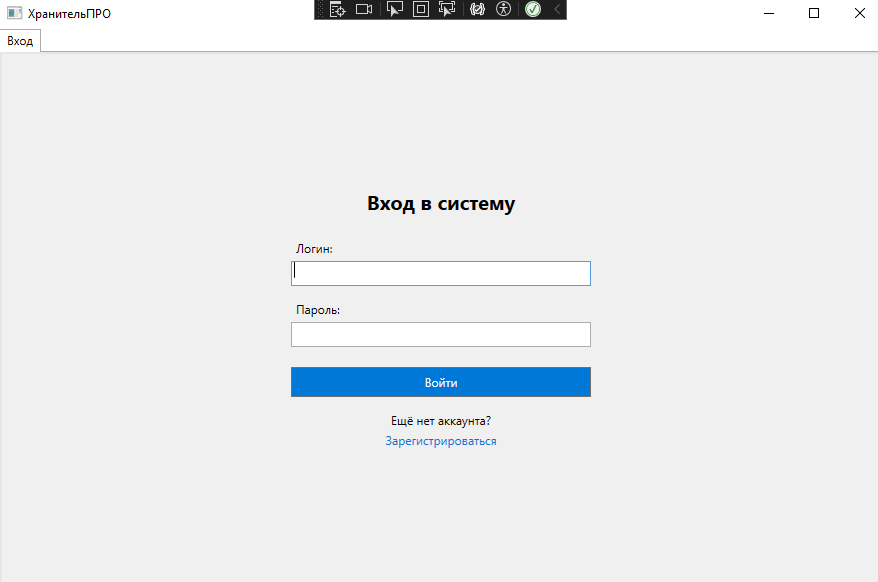 ХранительПРО
Вход
Вход в систему
Логин:
Пароль:
Войти
Ещё нет аккаунта?
Зарегистрироваться